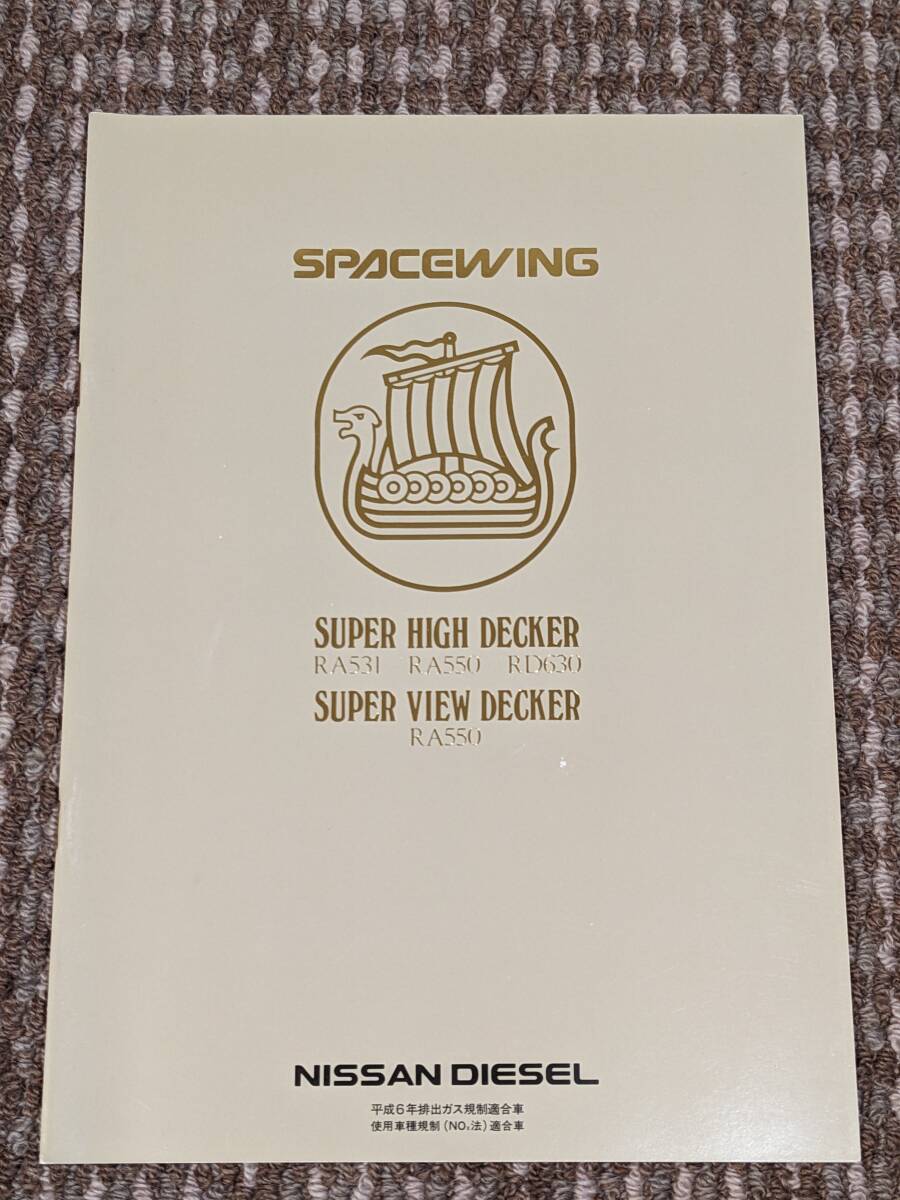 SPACEWING
SUPER HIGH DECKER
RA531 RA550 RD630
SUPER VIEW DECKER
RA550
NISSAN DIESEL
平成6年排出ガス規制適合車
使用車種規制(NOx法)適合車